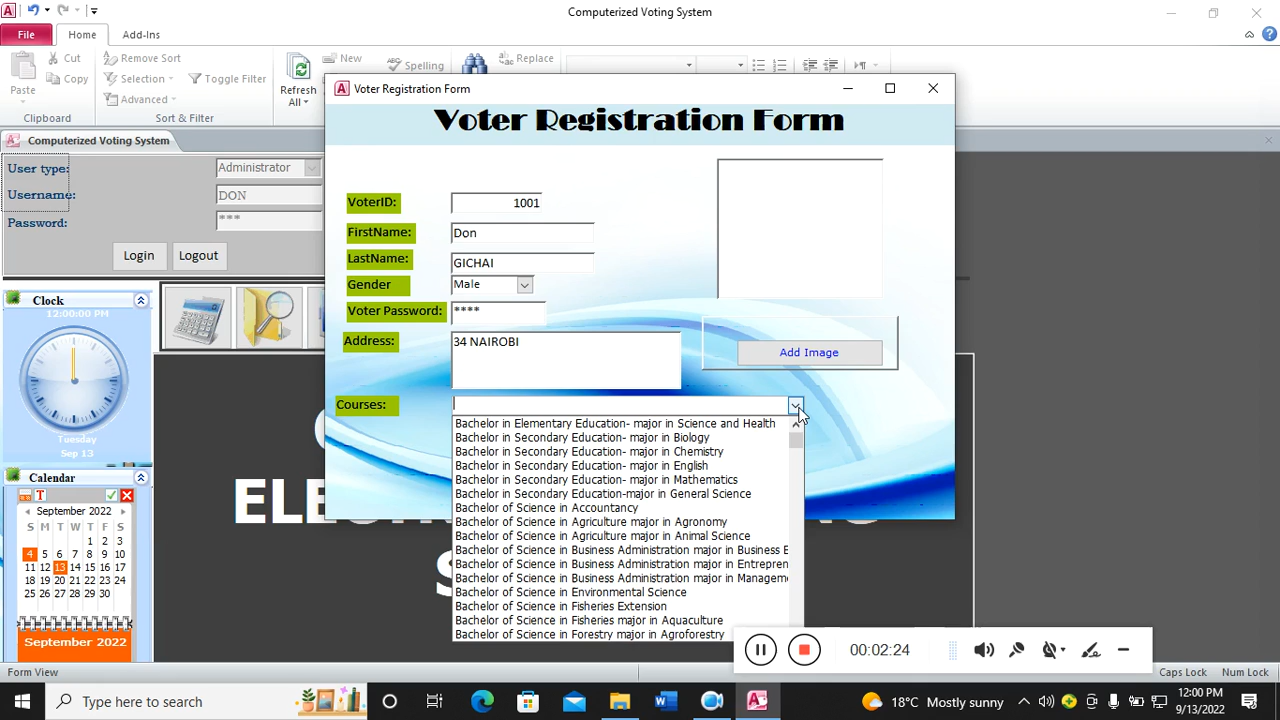 Computerized Voting System
File
Home
Add-Ins
Paste
Cut
Copy
Clipboard
Remove Sort
Selection
Toggle Filter
Advanced
Sort & Filter
Refresh
All
New
Spelling
Replace
Computerized Voting System
User type:
Administrator
Username:
DON
Password:
***
Login
Logout
Voter Registration Form
Voter Registration Form
VoterID:
1001
FirstName:
Don
LastName:
GICHAI
Gender
Male
Voter Password:
****
Address:
34 NAIROBI
Add Image
Courses:
Bachelor in Elementary Education- major in Science and Health
Bachelor in Secondary Education- major in Biology
Bachelor in Secondary Education- major in Chemistry
Bachelor in Secondary Education- major in English
Bachelor in Secondary Education- major in Mathematics
Bachelor in Secondary Education-major in General Science
Bachelor of Science in Accountancy
Bachelor of Science in Agriculture major in Agronomy
Bachelor of Science in Agriculture major in Animal Science
Bachelor of Science in Business Administration major in Business E
Bachelor of Science in Business Administration major in Entrepren
Bachelor of Science in Business Administration major in Manageme
Bachelor of Science in Environmental Science
Bachelor of Science in Fisheries Extension
Bachelor of Science in Fisheries major in Aquaculture
Bachelor of Science in Forestry major in Agroforestry
Clock
12:00:00 PM
Tuesday
Sep 13
Calendar
September 2022
S M T W T F S
1 2 3
4 5 6 7 8 9 10
11 12 13 14 15 16 17
18 19 20 21 22 23 24
25 26 27 28 29 30
September 2022
00:02:24
Form View
Caps Lock
Num Lock
Type here to search
18°C Mostly sunny
12:00 PM
9/13/2022